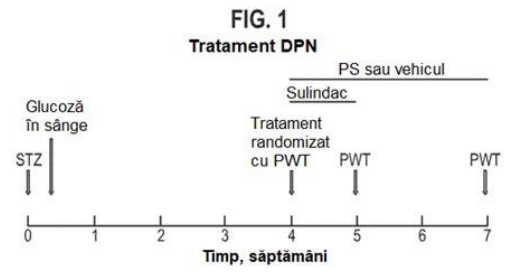 FIG. 1
Tratament DPN
PS sau vehicul
Sulindac
Glucoză
în sânge
Tratament
randomizat
STZ
cu PWT
PWT
PWT
0
1
2
3
4
5
6
7
Timp, săptămâni